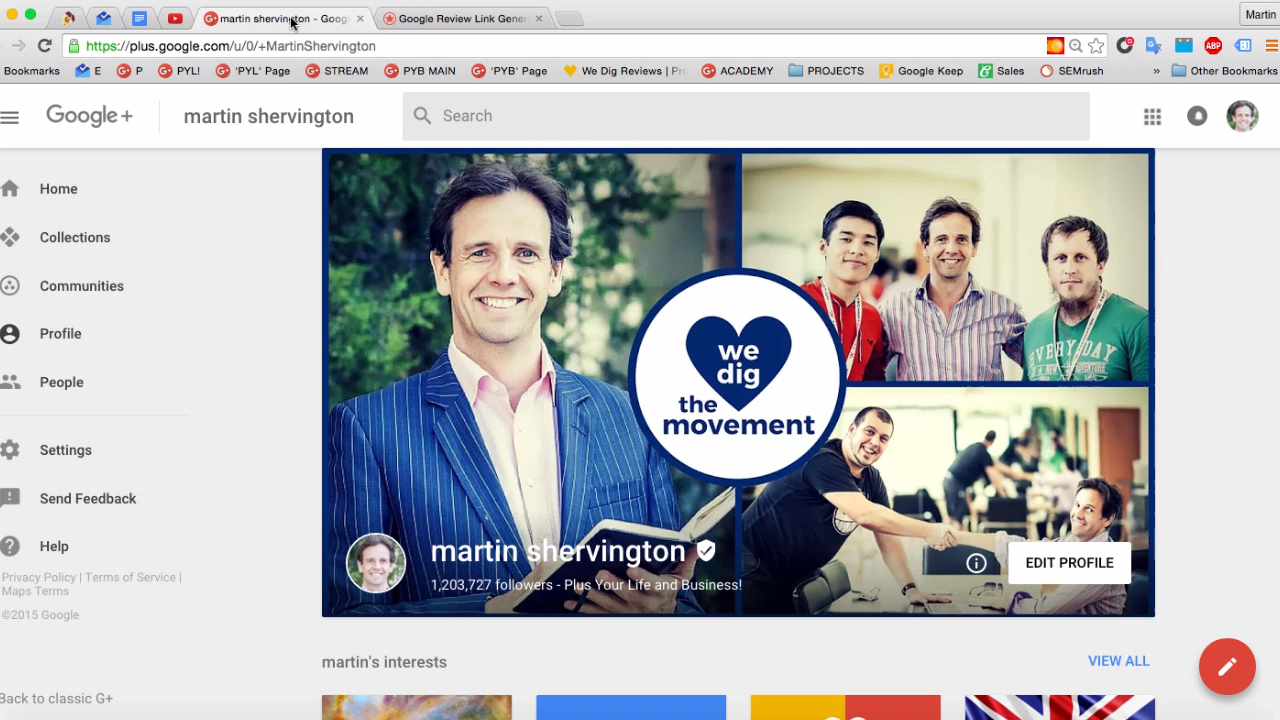 martin shervington - Goog
Google Review Link Gener
Martin
https://plus.google.com/u/0/+MartinShervington
ABP
Bookmarks
E
P
PYL!
'PYL' Page
STREAM
PYB MAIN
'PYB' Page
We Dig Reviews | Pr
ACADEMY
PROJECTS
Google Keep
Sales
SEMrush
»
Other Bookmarks
Google+
martin shervington
Search
Home
Collections
Communities
Profile
People
Settings
Send Feedback
Help
Privacy Policy | Terms of Service |
Maps Terms
©2015 Google
Back to classic G+
we
dig
the
movement
EVERYDAY
martin shervington
1,203,727 followers - Plus Your Life and Business!
EDIT PROFILE
martin's interests
VIEW ALL